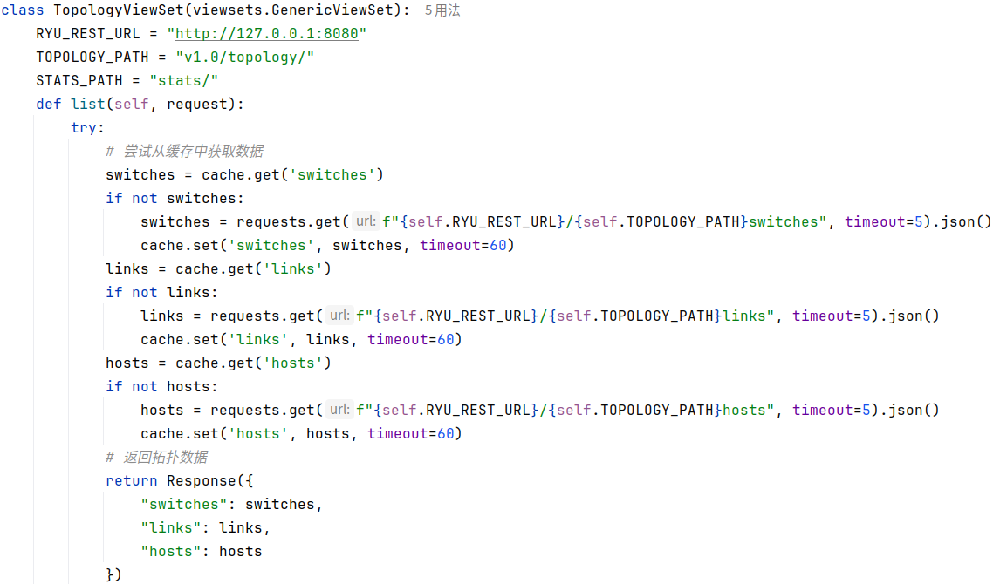 class TopologyViewSet(viewsets.GenericViewSet): 5 用法
    RYU_REST_URL = "http://127.0.0.1:8080"
    TOPOLOGY_PATH = "v1.0/topology/"
    STATS_PATH = "stats/"
    def list(self, request):
        try:
            # 尝试从缓存中获取数据
            switches = cache.get('switches')
            if not switches:
                switches = requests.get( url: f"{self.RYU_REST_URL}/{self.TOPOLOGY_PATH}switches", timeout=5).json()
                cache.set('switches', switches, timeout=60)
            links = cache.get('links')
            if not links:
                links = requests.get( url: f"{self.RYU_REST_URL}/{self.TOPOLOGY_PATH}links", timeout=5).json()
                cache.set('links', links, timeout=60)
            hosts = cache.get('hosts')
            if not hosts:
                hosts = requests.get( url: f"{self.RYU_REST_URL}/{self.TOPOLOGY_PATH}hosts", timeout=5).json()
                cache.set('hosts', hosts, timeout=60)
            # 返回拓扑数据
            return Response({
                "switches": switches,
                "links": links,
                "hosts": hosts
            })